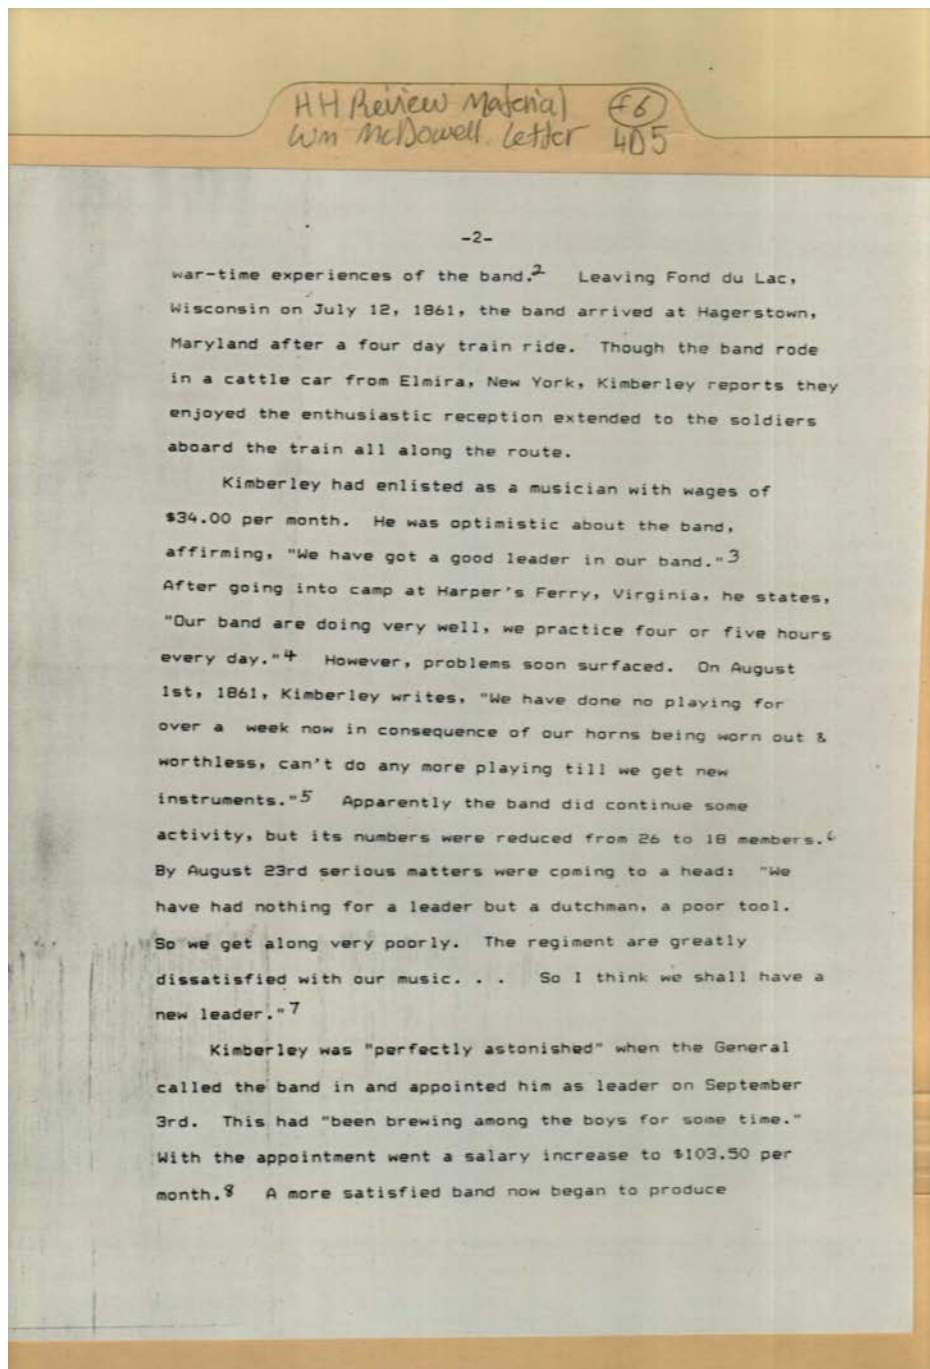 HH Review Material f6
Wm McDowell Letter 4D5
-2-
war-time experiences of the band.2 Leaving Fond du Lac,
Wisconsin on July 12, 1861, the band arrived at Hagerstown,
Maryland after a four day train ride. Though the band rode
in a cattle car from Elmira, New York, Kimberley reports they
enjoyed the enthusiastic reception extended to the soldiers
aboard the train all along the route.
Kimberley had enlisted as a musician with wages of
$34.00 per month. He was optimistic about the band,
affirming, "We have got a good leader in our band."3
After going into camp at Harper's Ferry, Virginia, he states,
"Our band are doing very well, we practice four or five hours
every day."4 However, problems soon surfaced. On August
1st, 1861, Kimberley writes, "We have done no playing for
over a week now in consequence of our horns being worn out &
worthless, can't do any more playing till we get new
instruments."5 Apparently the band did continue some
activity, but its numbers were reduced from 26 to 18 members.6
By August 23rd serious matters were coming to a head: "We
have had nothing for a leader but a dutchman, a poor tool.
So we get along very poorly. The regiment are greatly
dissatisfied with our music. . . So I think we shall have a
new leader."7
Kimberley was "perfectly astonished" when the General
called the band in and appointed him as leader on September
3rd. This had "been brewing among the boys for some time."
With the appointment went a salary increase to $103.50 per
month.8 A more satisfied band now began to produce